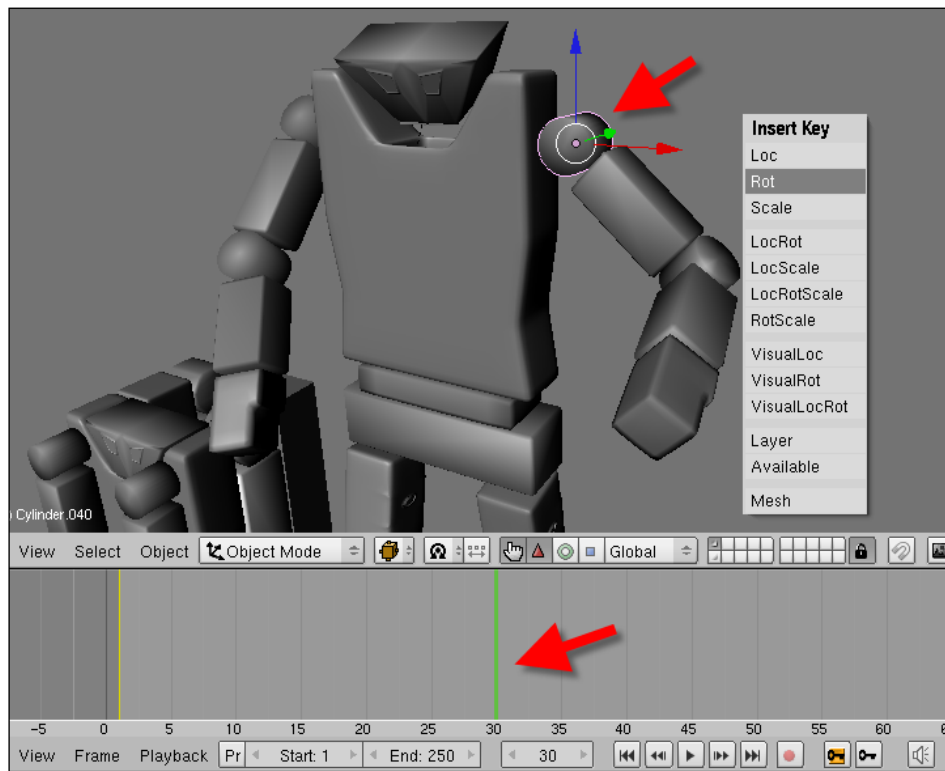 Insert Key
Loc
Rot
Scale
LocRot
LocScale
LocRotScale
RotScale
VisualLoc
VisualRot
VisualLocRot
Layer
Available
Mesh
) Cylinder.040
View Select Object Object Mode Global
-5 0 5 10 15 20 25 30 35 40 45 50 55 60
View Frame Playback Pr Start: 1 End: 250 30